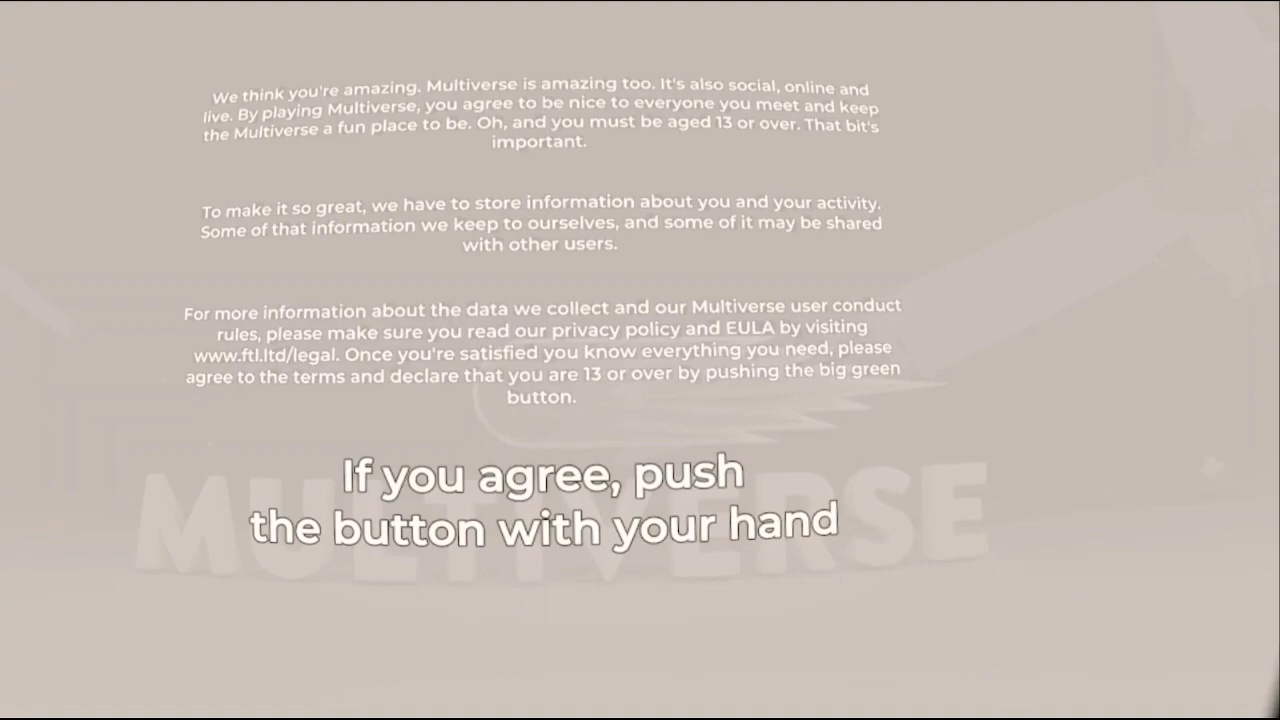 We think you're amazing. Multiverse is amazing too. It's also social, online and
live. By playing Multiverse, you agree to be nice to everyone you meet and keep
the Multiverse a fun place to be. Oh, and you must be aged 13 or over. That bit's
important.
To make it so great, we have to store information about you and your activity.
Some of that information we keep to ourselves, and some of it may be shared
with other users.
For more information about the data we collect and our Multiverse user conduct
rules, please make sure you read our privacy policy and EULA by visiting
www.ftl.ltd/legal. Once you're satisfied you know everything you need, please
agree to the terms and declare that you are 13 or over by pushing the big green
button.
If you agree, push
the button with your hand
MULTIVERSE